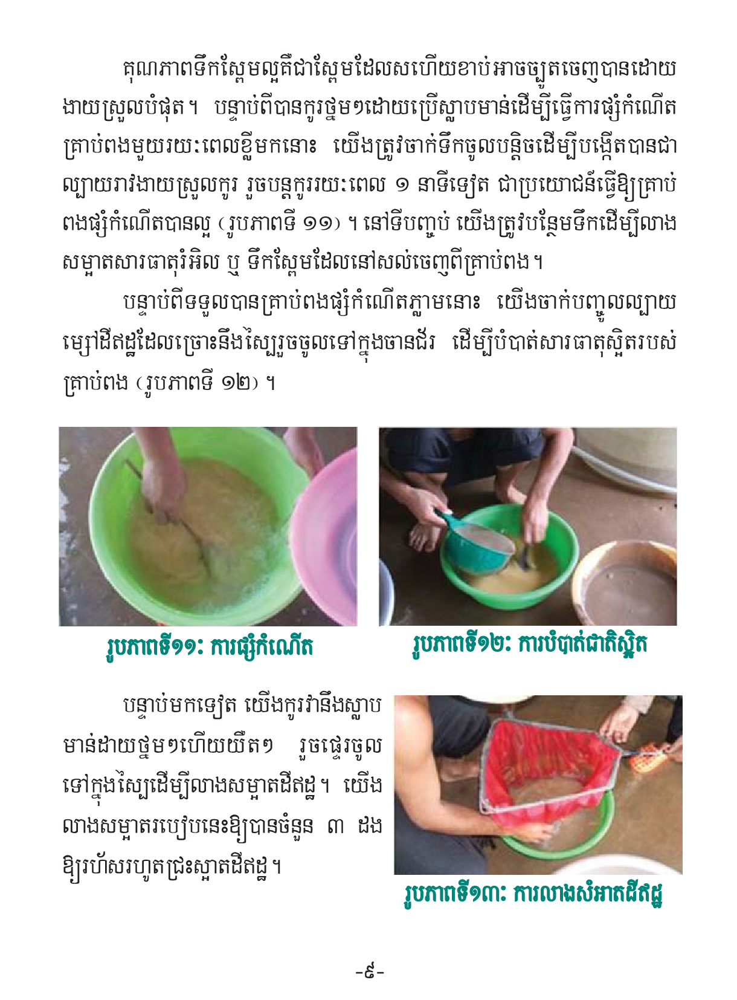 គុណភាពទឹកស្ពែមល្អគឺជាស្ពែមដែលសហើយខាប់អាចច្បូតចេញបានដោយ
ងាយស្រួលបំផុត។ បន្ទាប់ពីបានកូរថ្នមៗដោយប្រើស្លាបមាន់ដើម្បីធ្វើការផ្សំកំណើត
គ្រាប់ពងមួយរយៈពេលខ្លីមកនោះ យើងត្រូវចាក់ទឹកចូលបន្តិចដើម្បីបង្កើតបានជា
ល្បាយរាវងាយស្រួលកូរ រួចបន្តកូររយៈពេល ១ នាទីទៀត ជាប្រយោជន៍ធ្វើឱ្យគ្រាប់
ពងផ្សំកំណើតបានល្អ (រូបភាពទី ១១)។ នៅទីបញ្ចប់ យើងត្រូវបន្ថែមទឹកដើម្បីលាង
សម្អាតសារធាតុរំអិល ឬ ទឹកស្ពែមដែលនៅសល់ចេញពីគ្រាប់ពង។
បន្ទាប់ពីទទួលបានគ្រាប់ពងផ្សំកំណើតភ្លាមនោះ យើងចាក់បញ្ចូលល្បាយ
ម្សៅដីឥដ្ឋដែលច្រោះនឹងស្បៃរួចចូលទៅក្នុងចានជ័រ ដើម្បីបំបាត់សារធាតុស្អិតរបស់
គ្រាប់ពង (រូបភាពទី ១២)។
រូបភាពទី១១: ការផ្សំកំណើត
រូបភាពទី១២: ការបំបាត់ជាតិស្អិត
បន្ទាប់មកទៀត យើងកូរវានឹងស្លាប
មាន់ដាយថ្នមៗហើយយឺតៗ រួចផ្ទេរចូល
ទៅក្នុងស្បៃដើម្បីលាងសម្អាតដីឥដ្ឋ។ យើង
លាងសម្អាតរបៀបនេះឱ្យបានចំនួន ៣ ដង
ឱ្យរហ័សរហូតជ្រះស្អាតដីឥដ្ឋ។
រូបភាពទី១៣: ការលាងសំអាតដីឥដ្ឋ
-៩-